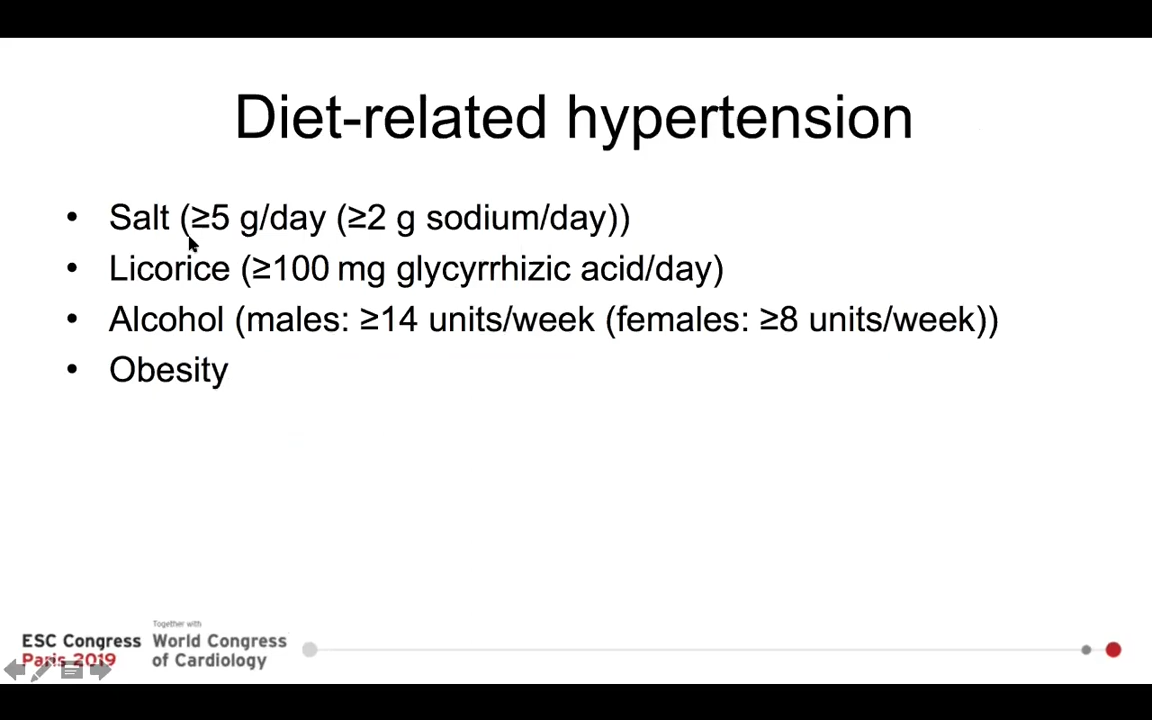 Diet-related hypertension
• Salt (≥5 g/day (≥2 g sodium/day))
• Licorice (≥100 mg glycyrrhizic acid/day)
• Alcohol (males: ≥14 units/week (females: ≥8 units/week))
• Obesity
ESC Congress
Paris 2019
Together with
World Congress
of Cardiology